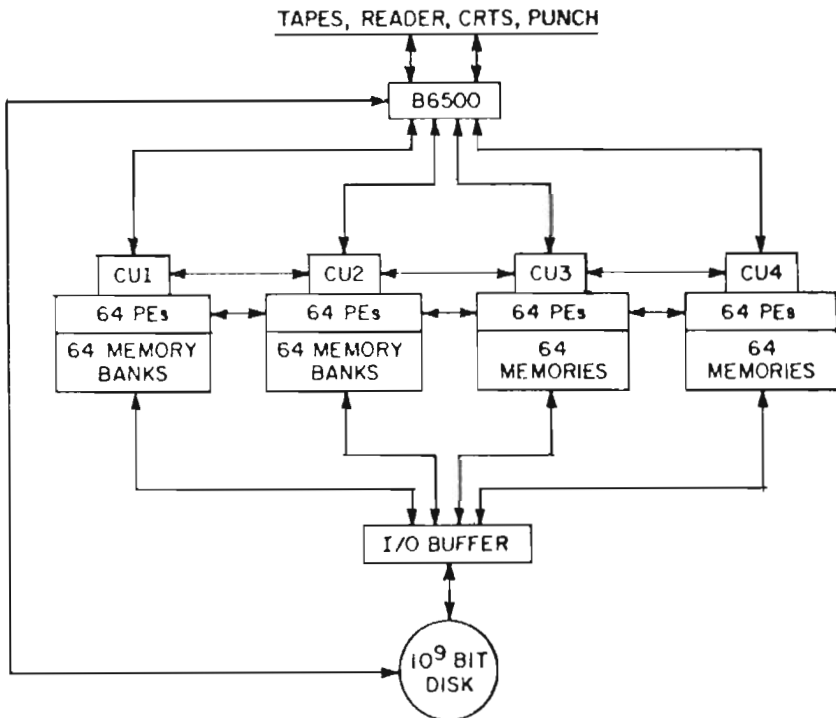 TAPES, READER, CRTS, PUNCH
B6500
CU1
CU2
CU3
CU4
64 PEs
64 PEs
64 PEs
64 PEs
64 MEMORY
BANKS
64 MEMORY
BANKS
64
MEMORIES
64
MEMORIES
I/O BUFFER
10⁹ BIT
DISK